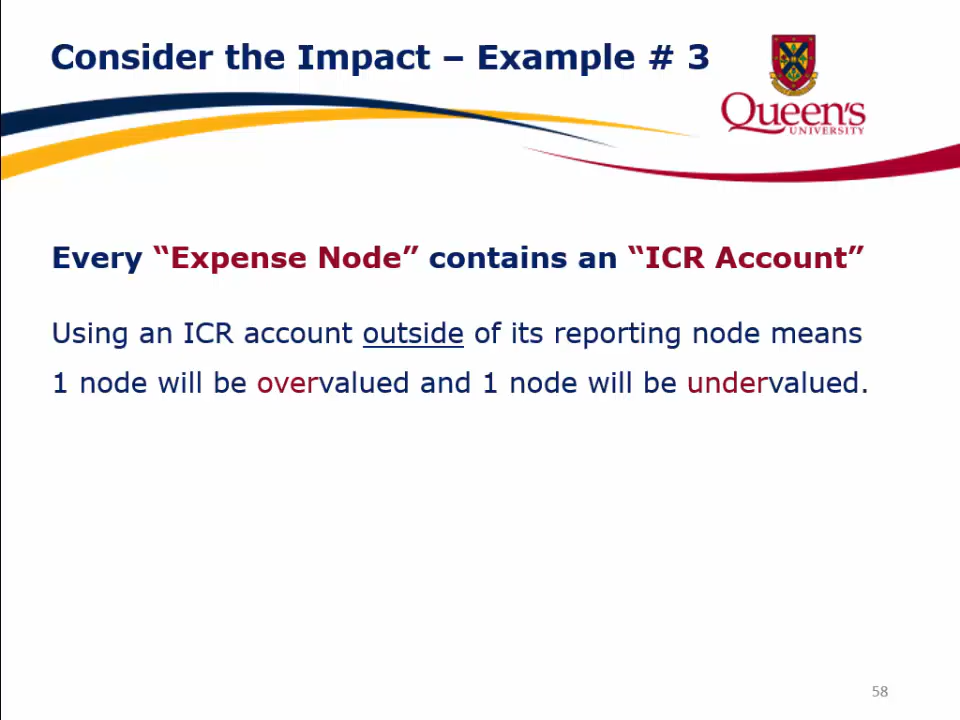 Consider the Impact – Example # 3
Queen's
UNIVERSITY
Every “Expense Node” contains an “ICR Account”
Using an ICR account outside of its reporting node means
1 node will be overvalued and 1 node will be undervalued.
58